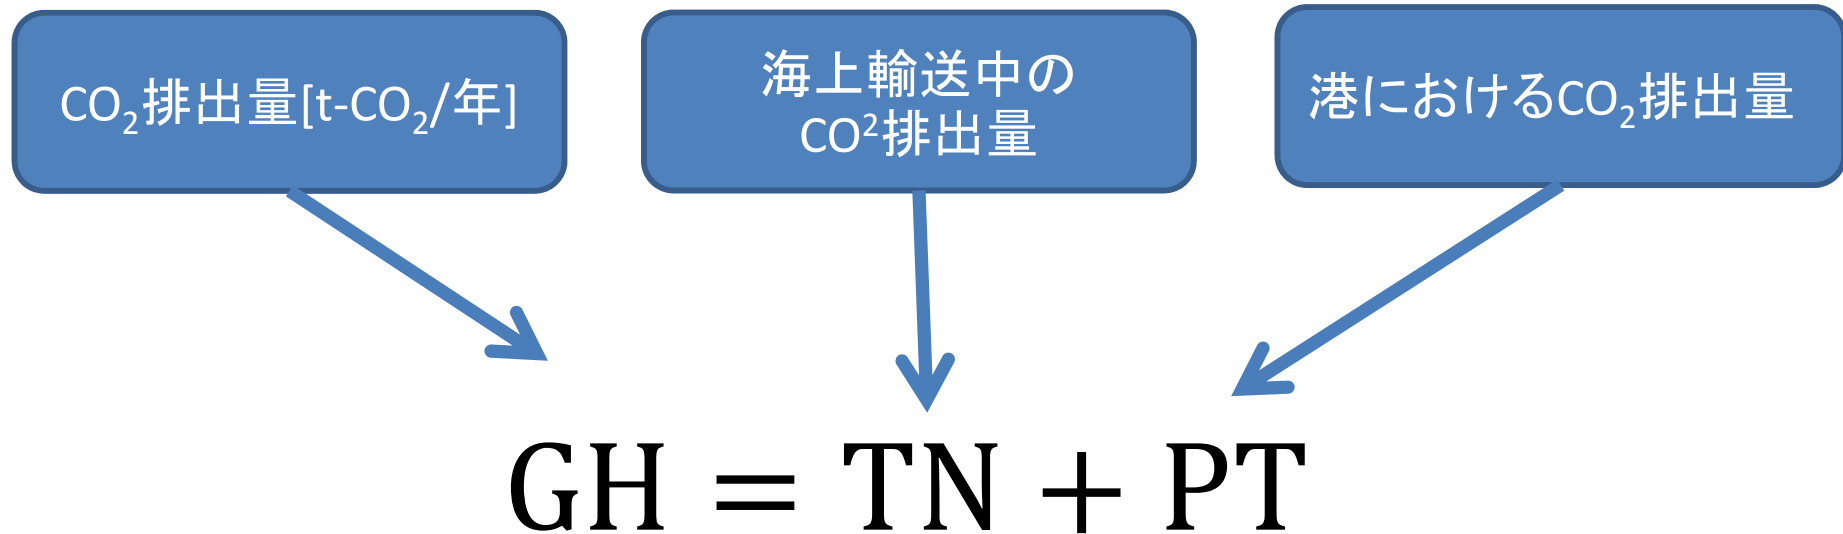 CO₂排出量[t-CO₂/年]
海上輸送中の
CO²排出量
港におけるCO₂排出量
GH = TN + PT